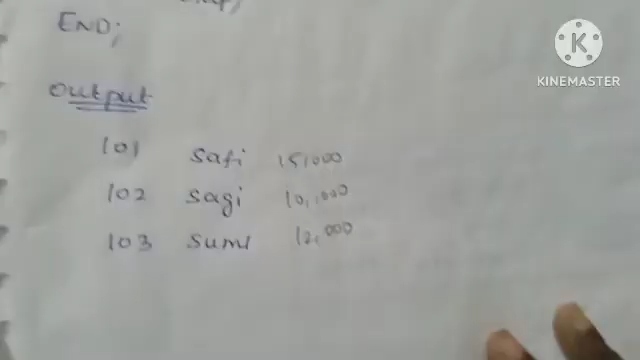 END;
Output
101 Safi 15,000
102 Sagi 10,000
103 Sumi 12,000
K
KINEMASTER